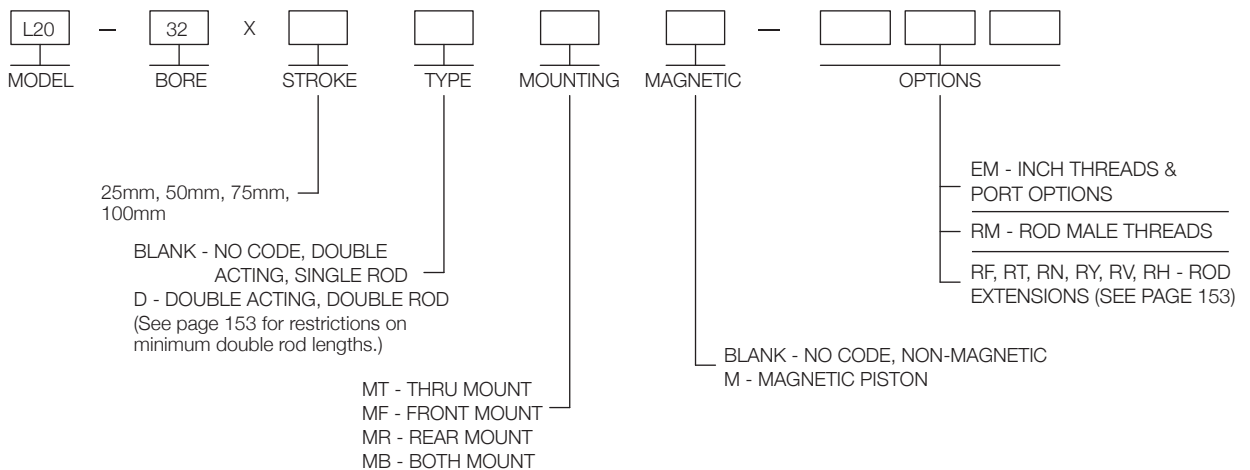 L20 – 32 X –
MODEL BORE STROKE TYPE MOUNTING MAGNETIC OPTIONS
25mm, 50mm, 75mm,
100mm
BLANK - NO CODE, DOUBLE
ACTING, SINGLE ROD
D - DOUBLE ACTING, DOUBLE ROD
(See page 153 for restrictions on
minimum double rod lengths.)
MT - THRU MOUNT
MF - FRONT MOUNT
MR - REAR MOUNT
MB - BOTH MOUNT
BLANK - NO CODE, NON-MAGNETIC
M - MAGNETIC PISTON
EM - INCH THREADS &
PORT OPTIONS
RM - ROD MALE THREADS
RF, RT, RN, RY, RV, RH - ROD
EXTENSIONS (SEE PAGE 153)